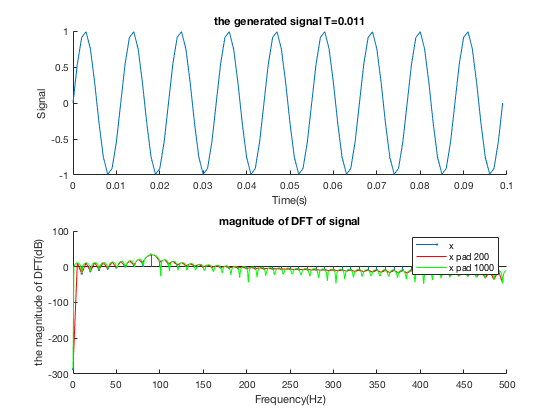 the generated signal T=0.011
1
0.5
0
-0.5
-1
Signal
0 0.01 0.02 0.03 0.04 0.05 0.06 0.07 0.08 0.09 0.1
Time(s)
magnitude of DFT of signal
100
0
-100
-200
-300
the magnitude of DFT(dB)
x
x pad 200
x pad 1000
0 50 100 150 200 250 300 350 400 450 500
Frequency(Hz)